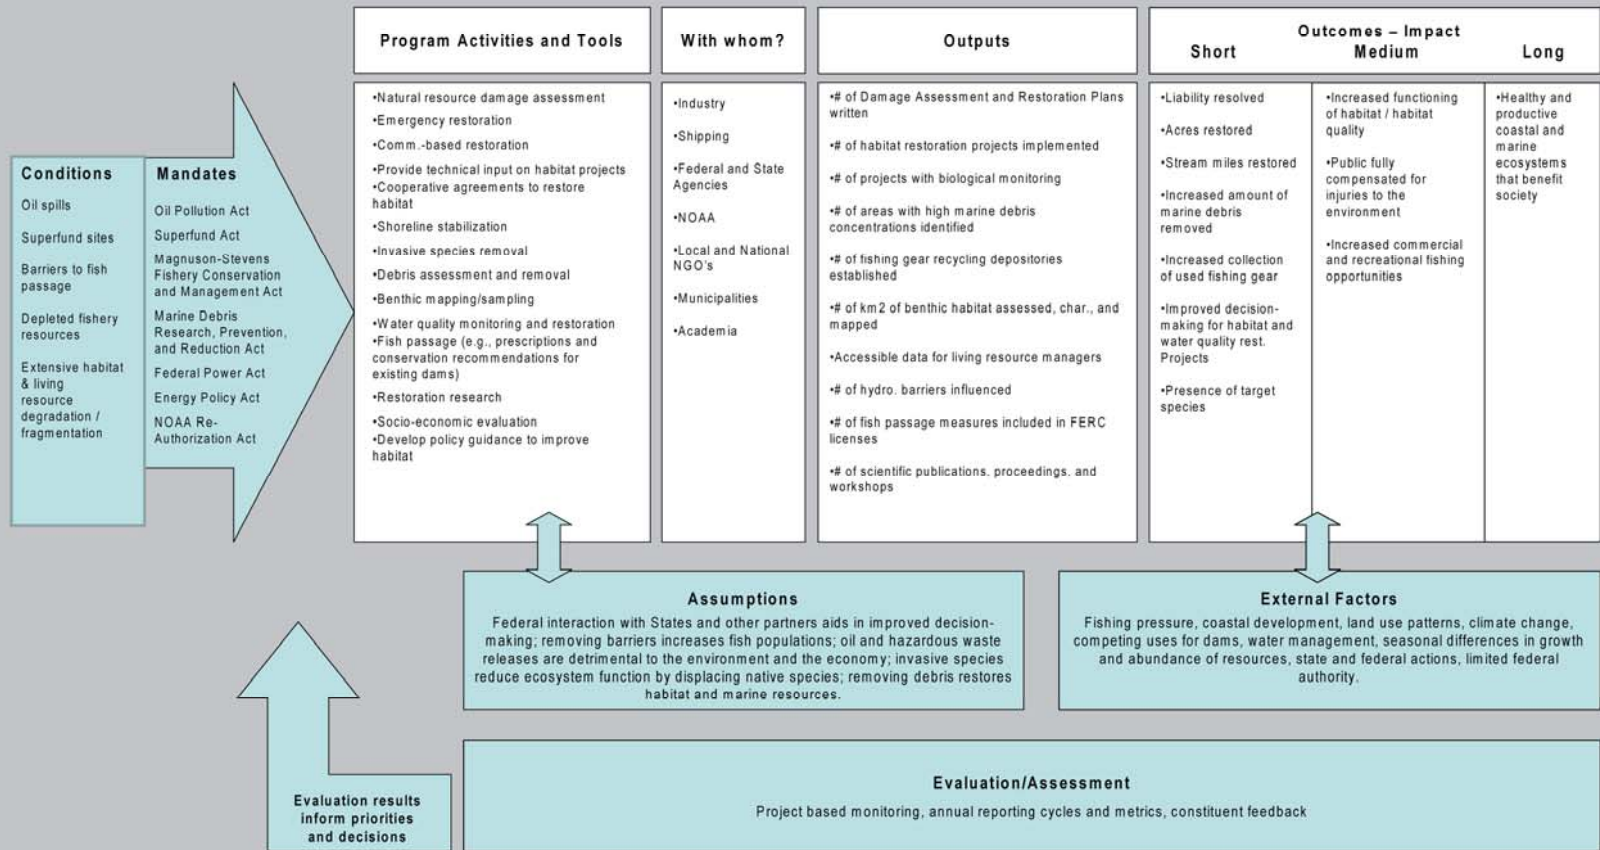 Program Activities and Tools
With whom?
Outputs
Outcomes – Impact
Short
Medium
Long
Conditions
Oil spills
Superfund sites
Barriers to fish
passage
Depleted fishery
resources
Extensive habitat
& living
resource
degradation /
fragmentation
Mandates
Oil Pollution Act
Superfund Act
Magnuson-Stevens
Fishery Conservation
and Management Act
Marine Debris
Research, Prevention,
and Reduction Act
Federal Power Act
Energy Policy Act
NOAA Re-
Authorization Act
•Natural resource damage assessment
•Emergency restoration
•Comm.-based restoration
•Provide technical input on habitat projects
•Cooperative agreements to restore
habitat
•Shoreline stabilization
•Invasive species removal
•Debris assessment and removal
•Benthic mapping/sampling
•Water quality monitoring and restoration
•Fish passage (e.g., prescriptions and
conservation recommendations for
existing dams)
•Restoration research
•Socio-economic evaluation
•Develop policy guidance to improve
habitat
•Industry
•Shipping
•Federal and State
Agencies
•NOAA
•Local and National
NGO's
•Municipalities
•Academia
•# of Damage Assessment and Restoration Plans
written
•# of habitat restoration projects implemented
•# of projects with biological monitoring
•# of areas with high marine debris
concentrations identified
•# of fishing gear recycling depositories
established
•# of km2 of benthic habitat assessed, char., and
mapped
•Accessible data for living resource managers
•# of hydro. barriers influenced
•# of fish passage measures included in FERC
licenses
•# of scientific publications. proceedings. and
workshops
•Liability resolved
•Acres restored
•Stream miles restored
•Increased amount of
marine debris
removed
•Increased collection
of used fishing gear
•Improved decision-
making for habitat and
water quality rest.
Projects
•Presence of target
species
•Increased functioning
of habitat / habitat
quality
•Public fully
compensated for
injuries to the
environment
•Increased commercial
and recreational fishing
opportunities
•Healthy and
productive
coastal and
marine
ecosystems
that benefit
society
Assumptions
Federal interaction with States and other partners aids in improved decision-
making; removing barriers increases fish populations; oil and hazardous waste
releases are detrimental to the environment and the economy; invasive species
reduce ecosystem function by displacing native species; removing debris restores
habitat and marine resources.
External Factors
Fishing pressure, coastal development, land use patterns, climate change,
competing uses for dams, water management, seasonal differences in growth
and abundance of resources, state and federal actions, limited federal
authority.
Evaluation results
inform priorities
and decisions
Evaluation/Assessment
Project based monitoring, annual reporting cycles and metrics, constituent feedback